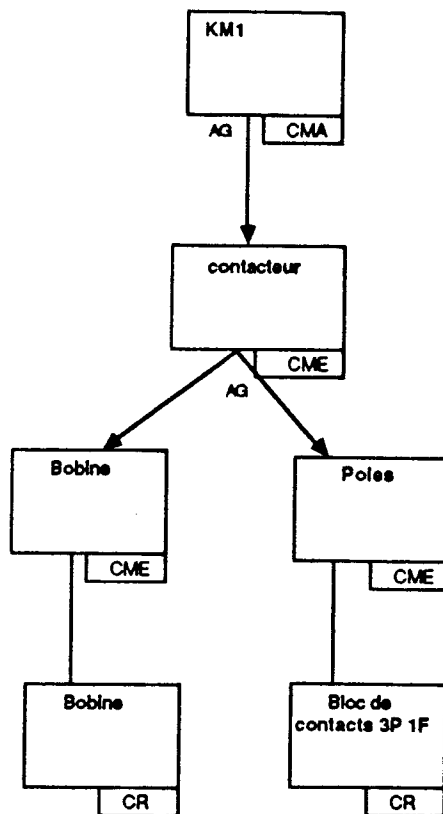 KM1
AG
CMA
contacteur
CME
AG
Bobine
Poles
CME
CME
Bobine
Bloc de
contacts 3P 1F
CR
CR